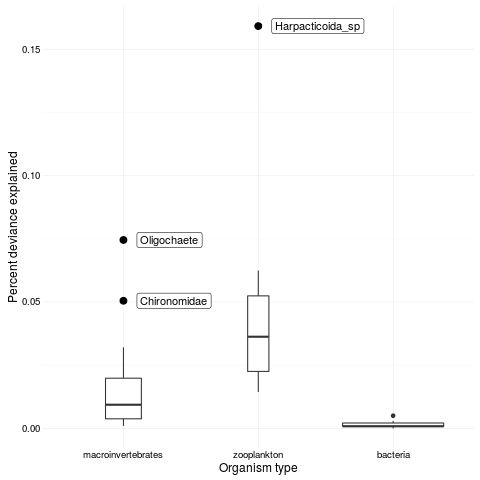 Harpacticoida_sp
0.15
0.10
Percent deviance explained
Oligochaete
0.05
Chironomidae
0.00
macroinvertebrates zooplankton bacteria
Organism type